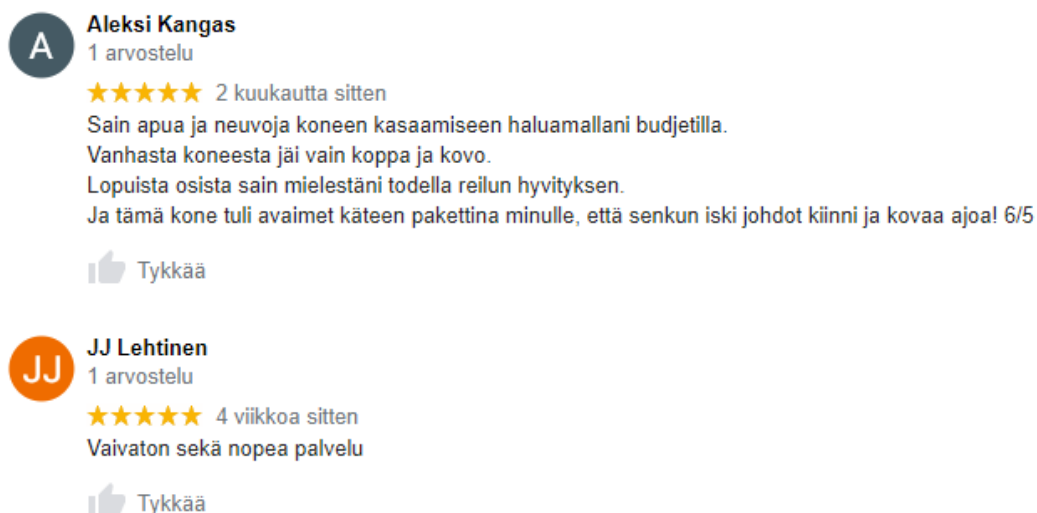 A
Aleksi Kangas
1 arvostelu
★★★★★ 2 kuukautta sitten
Sain apua ja neuvoja koneen kasaamiseen haluamallani budjetilla.
Vanhasta koneesta jäi vain koppa ja kovo.
Lopuista osista sain mielestäni todella reilun hyvityksen.
Ja tämä kone tuli avaimet käteen pakettina minulle, että senkun iski johdot kiinni ja kovaa ajoa! 6/5
Tykkää
JJ
JJ Lehtinen
1 arvostelu
★★★★★ 4 viikkoa sitten
Vaivaton sekä nopea palvelu
Tykkää